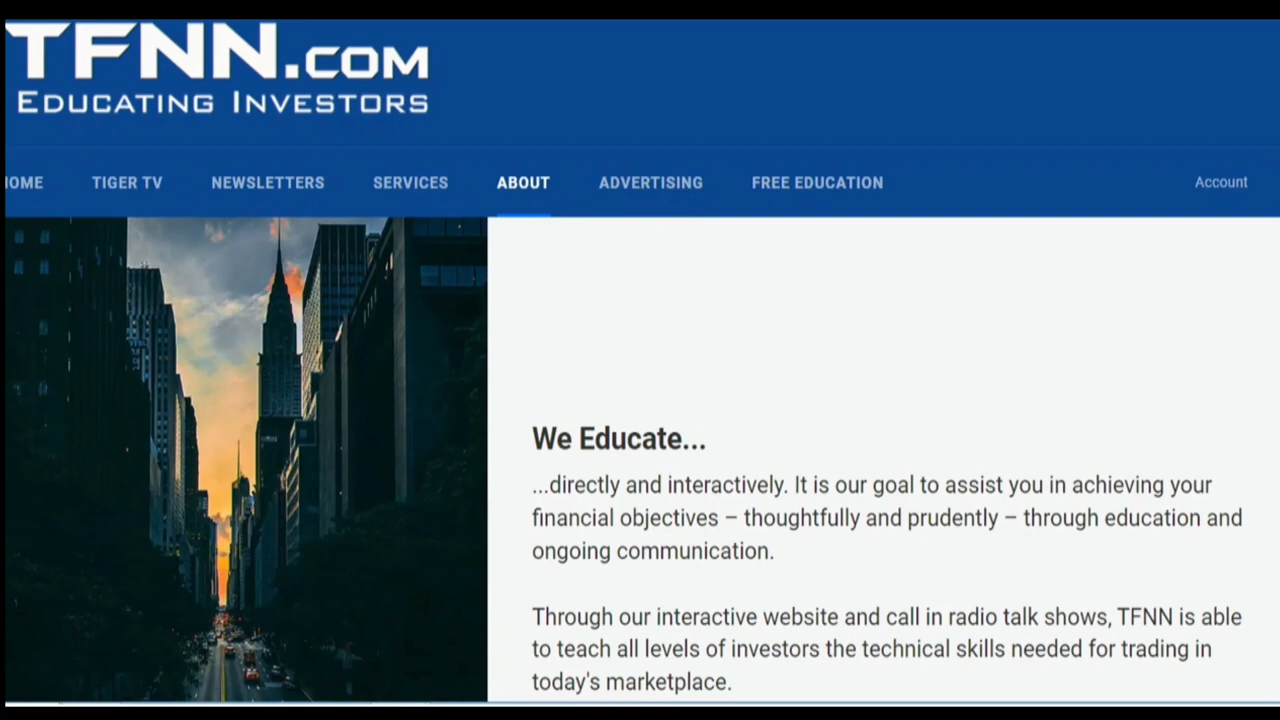 TFNN.COM
EDUCATING INVESTORS
HOME TIGER TV NEWSLETTERS SERVICES ABOUT ADVERTISING FREE EDUCATION Account
We Educate...
...directly and interactively. It is our goal to assist you in achieving your
financial objectives – thoughtfully and prudently – through education and
ongoing communication.
Through our interactive website and call in radio talk shows, TFNN is able
to teach all levels of investors the technical skills needed for trading in
today's marketplace.